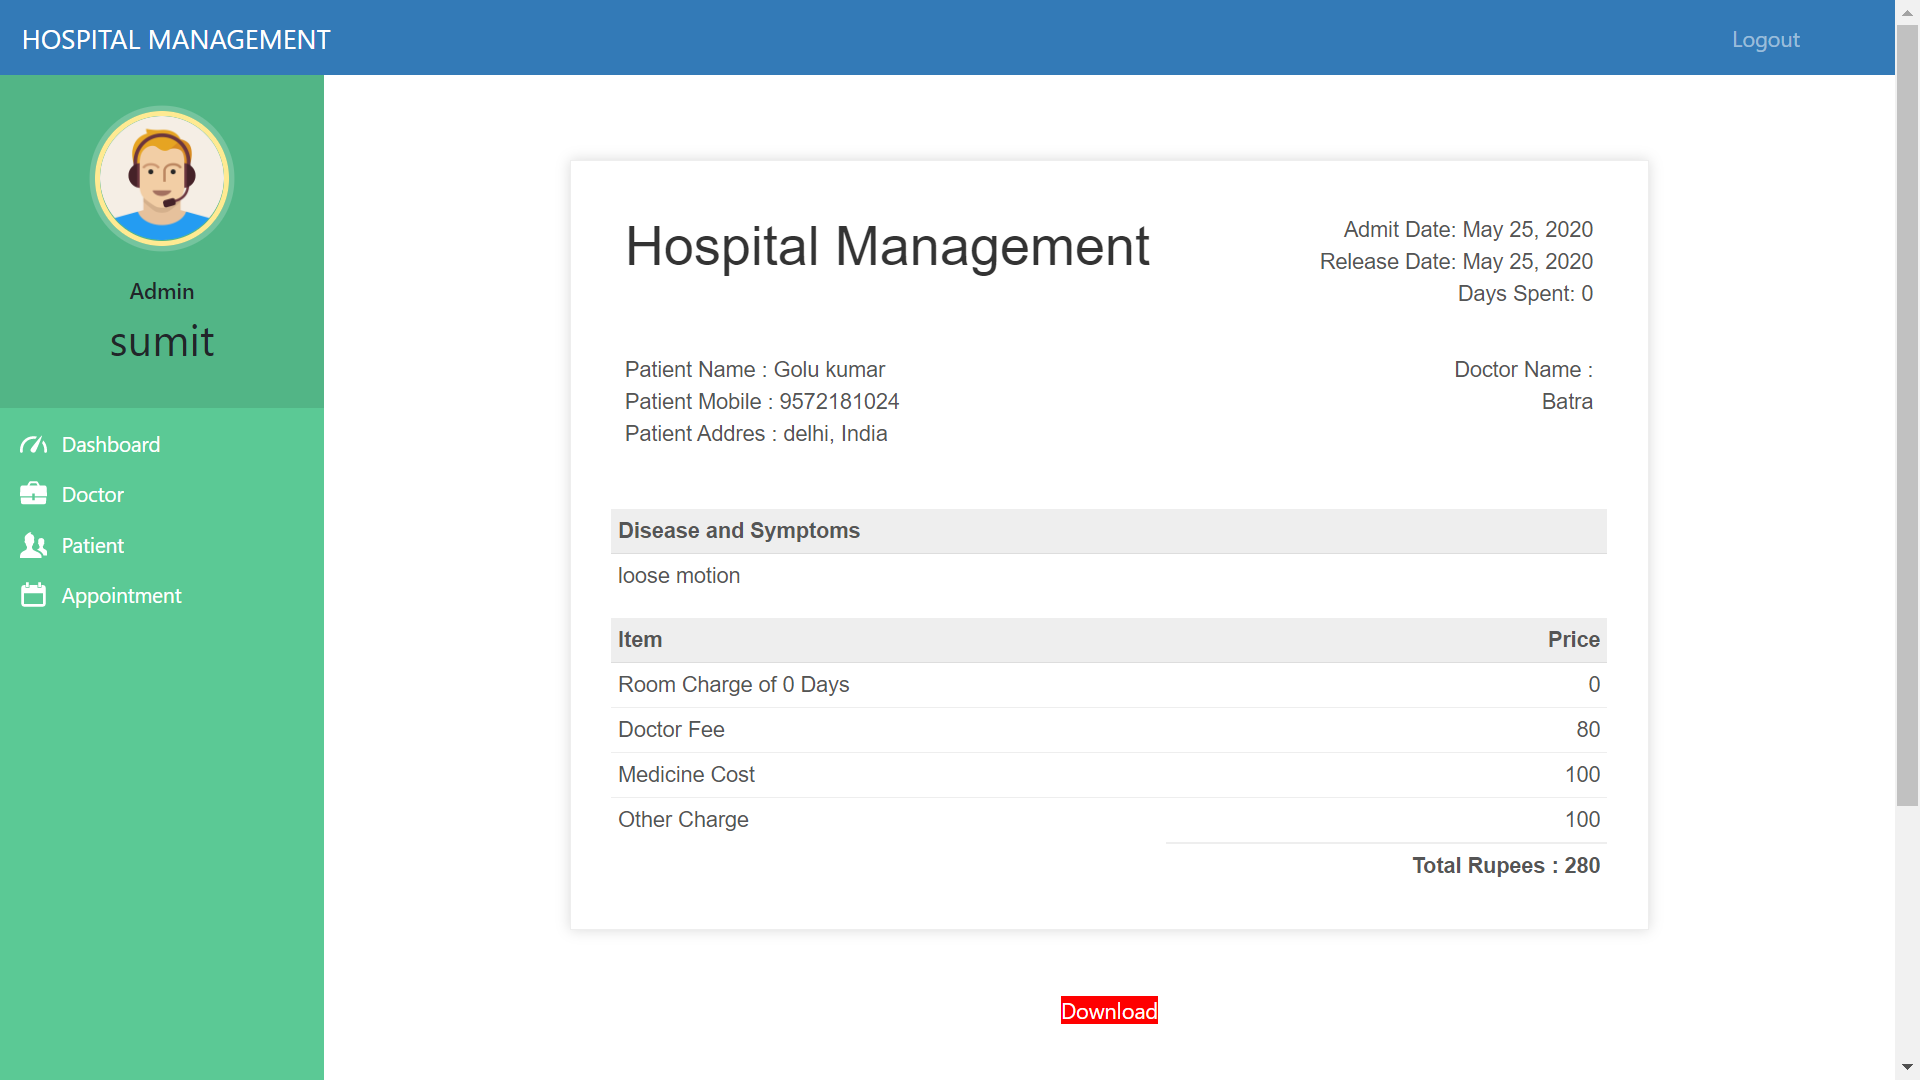 HOSPITAL MANAGEMENT
Logout
Admin
sumit
Dashboard
Doctor
Patient
Appointment
Hospital Management
Admit Date: May 25, 2020
Release Date: May 25, 2020
Days Spent: 0
Patient Name : Golu kumar
Patient Mobile : 9572181024
Patient Addres : delhi, India
Doctor Name :
Batra
Disease and Symptoms
loose motion
Item Price
Room Charge of 0 Days 0
Doctor Fee 80
Medicine Cost 100
Other Charge 100
Total Rupees : 280
Download